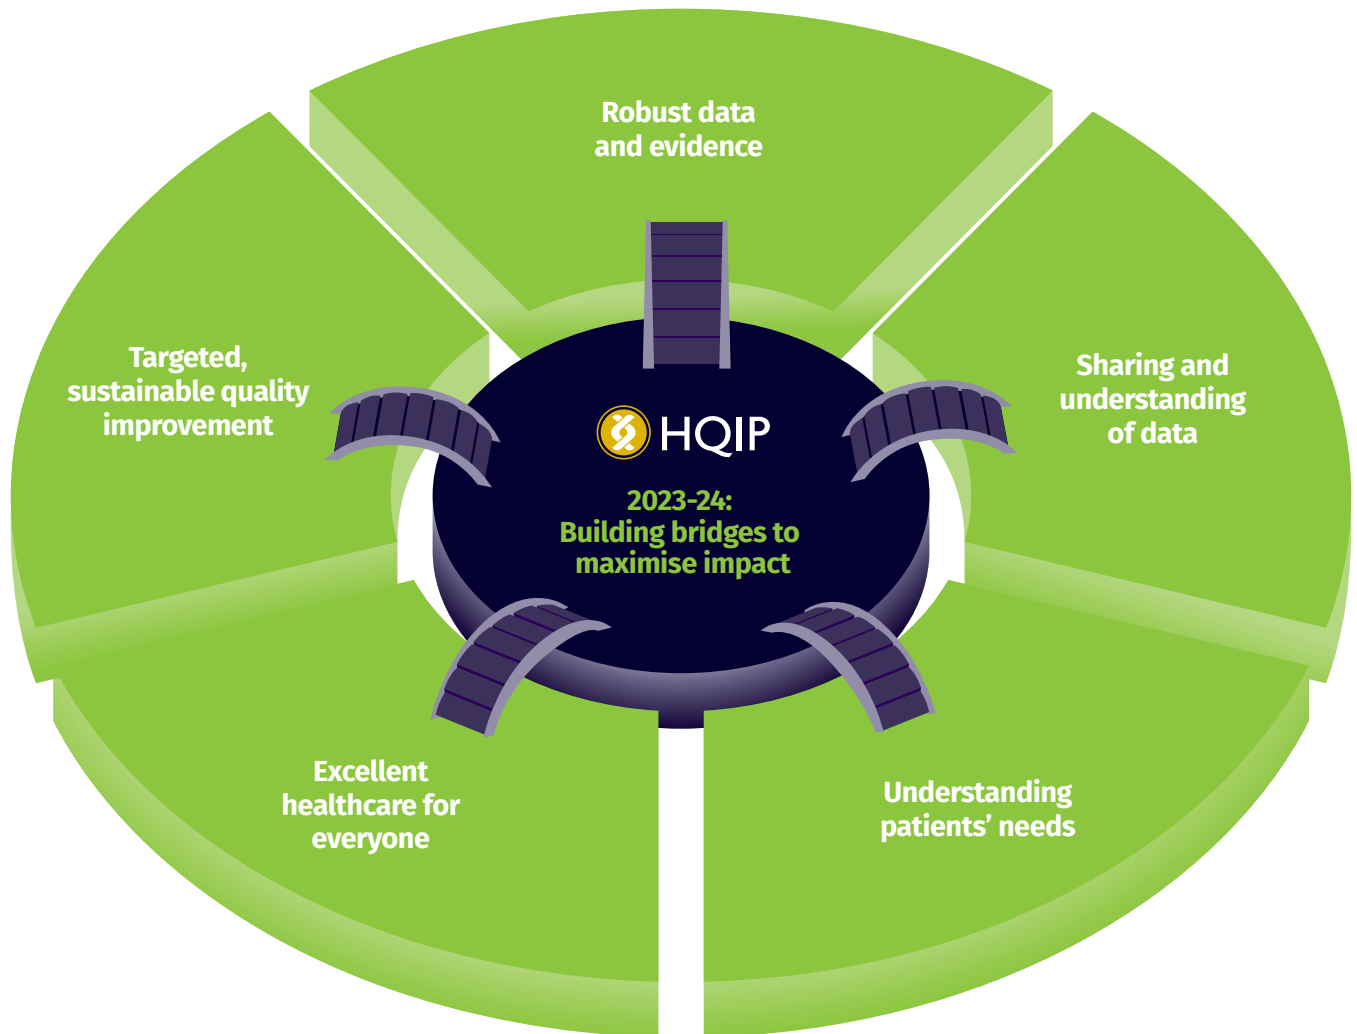 Robust data
and evidence
Targeted,
sustainable quality
improvement
Sharing and
understanding
of data
HQIP
2023-24:
Building bridges to
maximise impact
Excellent
healthcare for
everyone
Understanding
patients’ needs